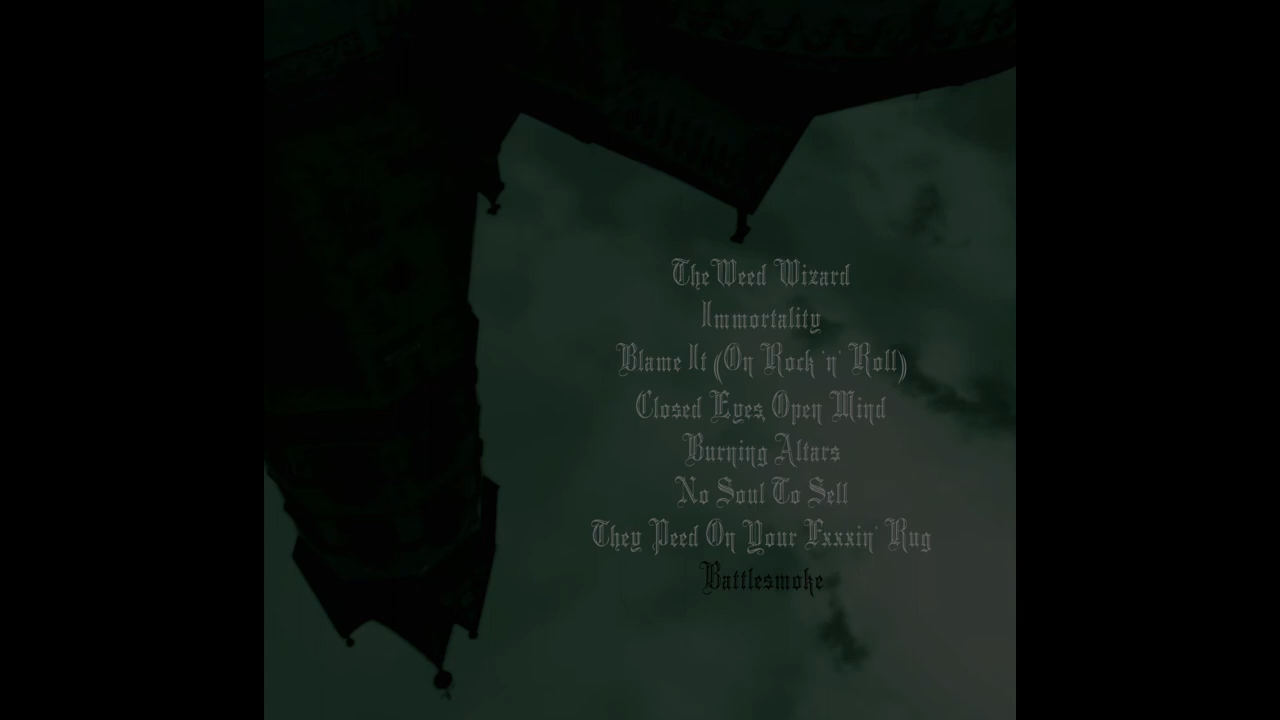 The Weed Wizard
Immortality
Blame It (On Rock 'n' Roll)
Closed Eyes, Open Mind
Burning Altars
No Soul To Sell
They Peed On Your Fxxxin' Rug
Battlesmoke